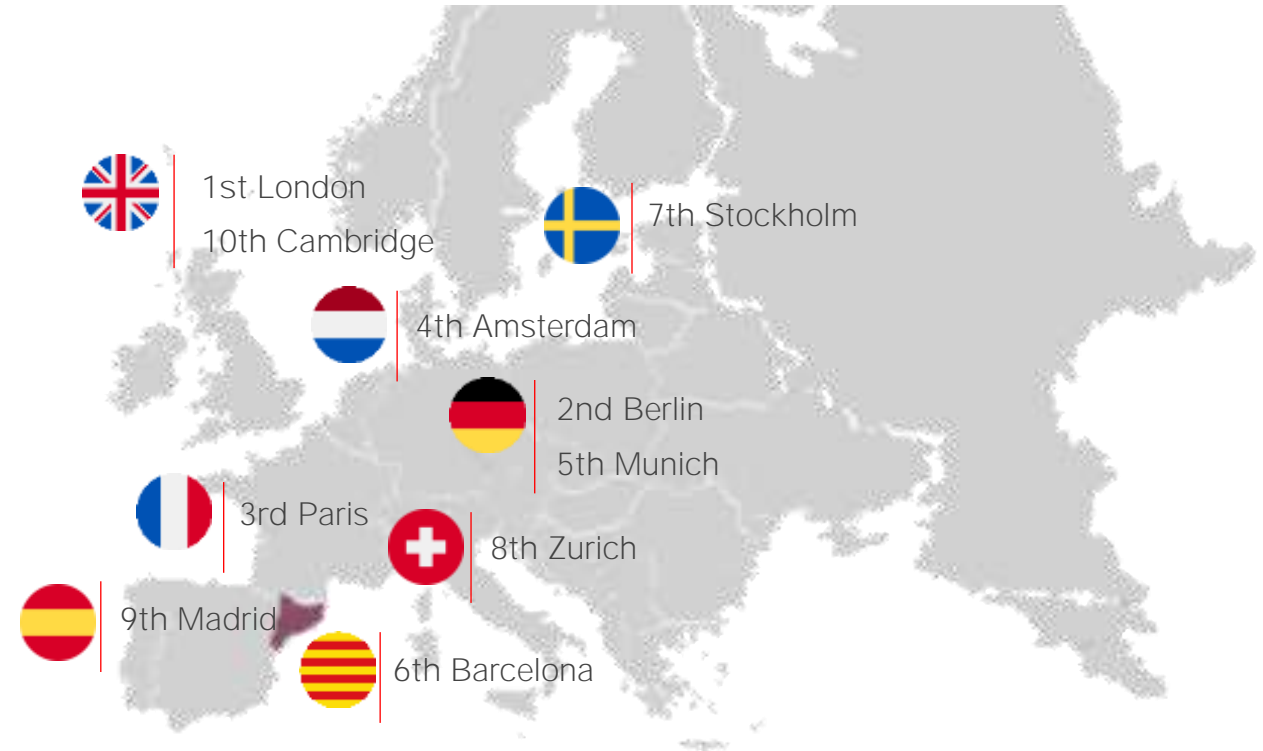 1st London
10th Cambridge
7th Stockholm
4th Amsterdam
2nd Berlin
5th Munich
3rd Paris
8th Zurich
9th Madrid
6th Barcelona